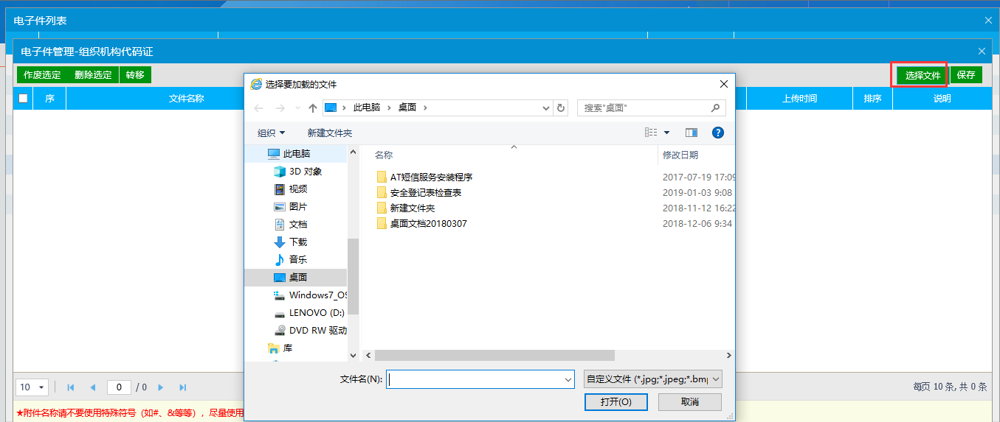 电子件列表
电子件管理-组织机构代码证
作废选定 删除选定 转移 选择文件 保存
序 文件名称 上传时间 排序 说明
选择要加载的文件
此电脑 桌面
搜索"桌面"
组织 新建文件夹
此电脑
3D 对象
视频
图片
文档
下载
音乐
桌面
Windows7_OS
LENOVO (D:)
DVD RW 驱动
库
名称 修改日期
AT短信服务安装程序 2017-07-19 17:09
安全登记表检查表 2019-01-03 9:08
新建文件夹 2018-11-12 16:22
桌面文档20180307 2018-12-06 9:34
文件名(N): 自定义文件 (*.jpg;*.jpeg;*.bmp
打开(O) 取消
10 0 / 0 每页 10 条, 共 0 条
★附件名称请不要使用特殊符号（如#、&等等），尽量使用